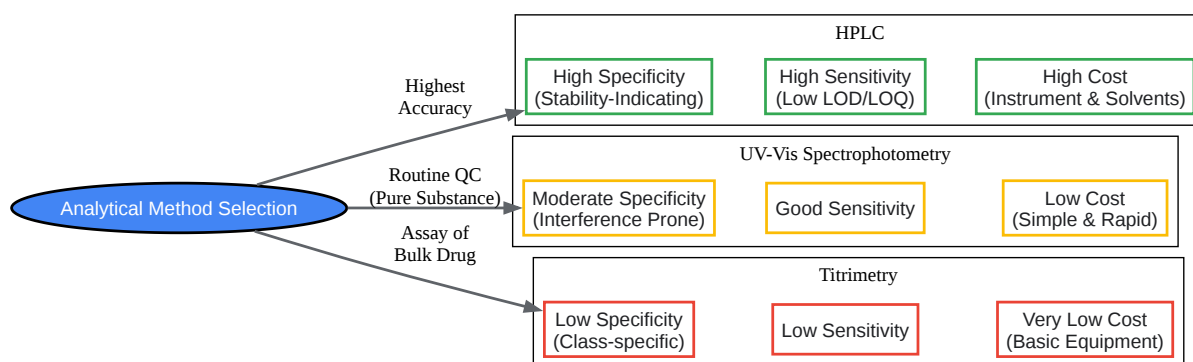 HPLC
High Specificity
(Stability-Indicating)
High Sensitivity
(Low LOD/LOQ)
High Cost
(Instrument & Solvents)
Highest
Accuracy
UV-Vis Spectrophotometry
Routine QC
(Pure Substance)
Analytical Method Selection
Moderate Specificity
(Interference Prone)
Good Sensitivity
Low Cost
(Simple & Rapid)
Assay of
Bulk Drug
Titrimetry
Low Specificity
(Class-specific)
Low Sensitivity
Very Low Cost
(Basic Equipment)